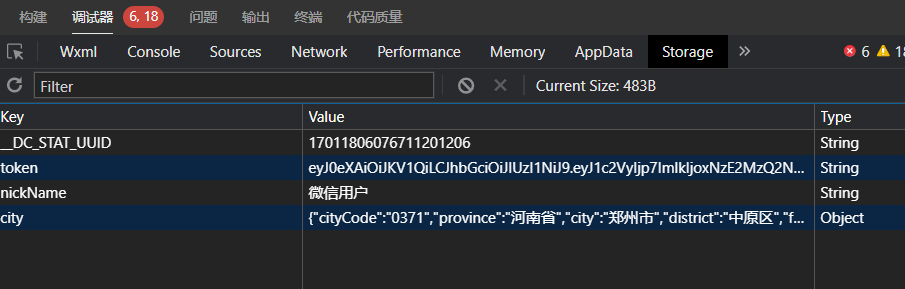 构建 调试器 6, 18 问题 输出 终端 代码质量
Wxml Console Sources Network Performance Memory AppData Storage 6 18
Filter Current Size: 483B
Key Value Type
__DC_STAT_UUID 17011806076711201206 String
token eyJ0eXAiOiJKV1QiLCJhbGciOiJIUzI1NiJ9.eyJ1c2VyIjp7ImlkIjoxNzE2MzQ2N... String
nickName 微信用户 String
city {"cityCode":"0371","province":"河南省","city":"郑州市","district":"中原区","f... Object